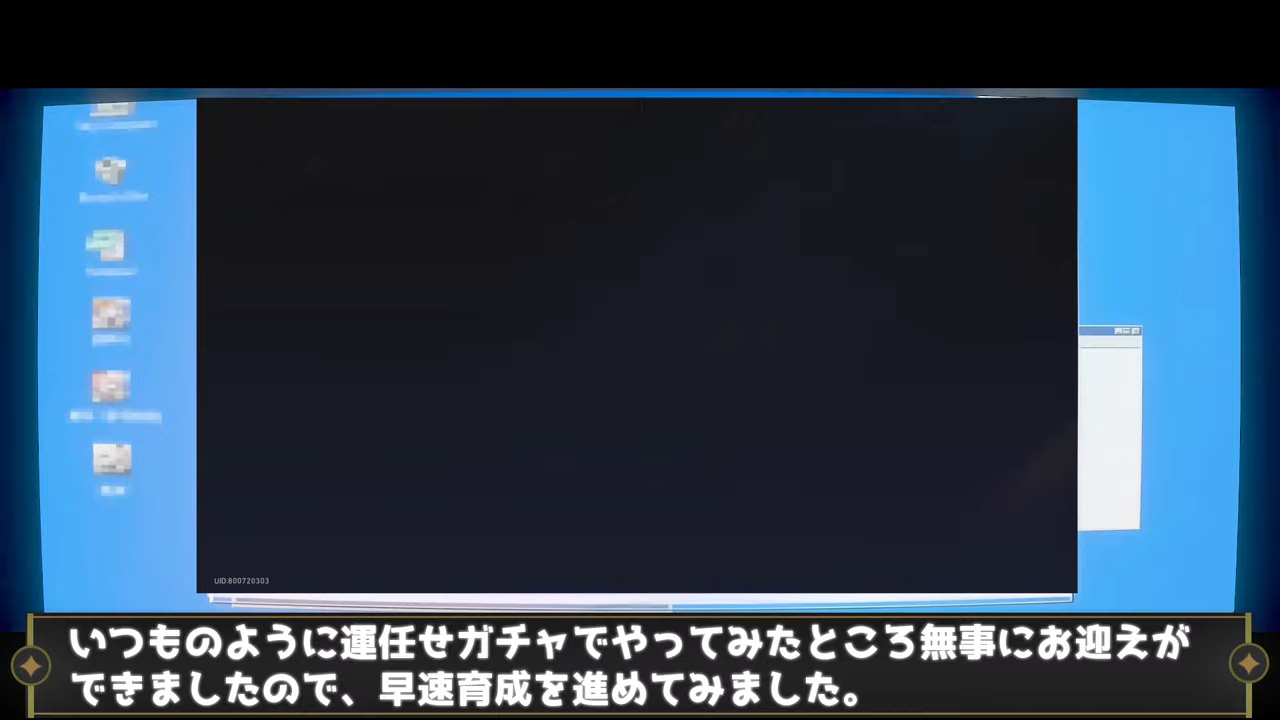 UID:800720303
いつものように運任せガチャでやってみたところ無事にお迎えが
できましたので、早速育成を進めてみました。